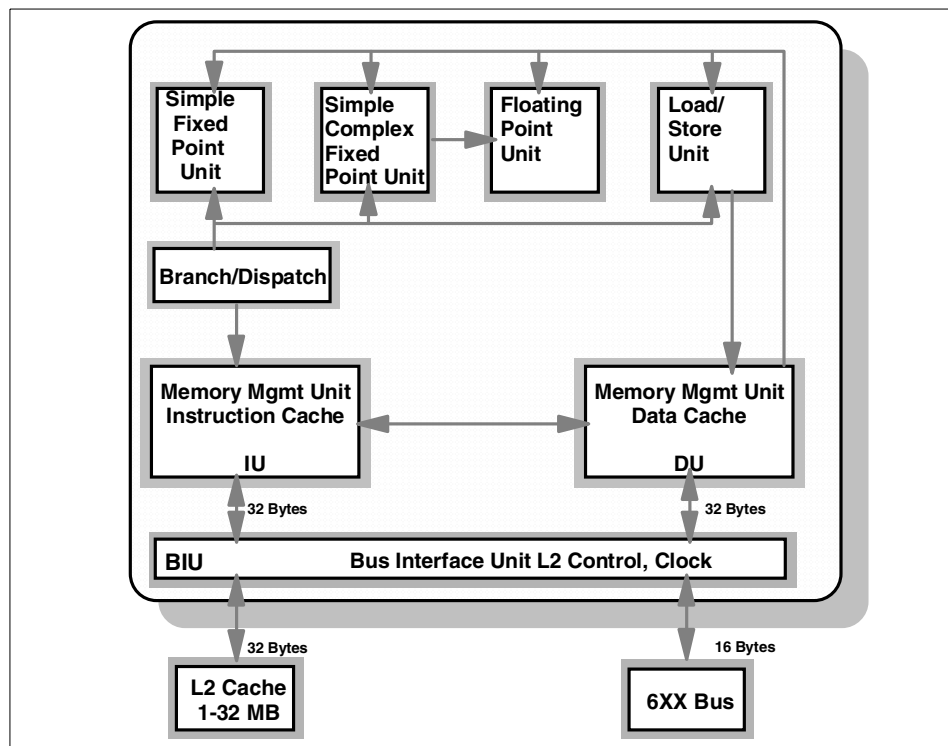 Simple
Fixed
Point
Unit
Simple
Complex
Fixed
Point Unit
Floating
Point
Unit
Load/
Store
Unit
Branch/Dispatch
Memory Mgmt Unit
Instruction Cache
IU
Memory Mgmt Unit
Data Cache
DU
32 Bytes
32 Bytes
BIU
Bus Interface Unit L2 Control, Clock
32 Bytes
16 Bytes
L2 Cache
1-32 MB
6XX Bus